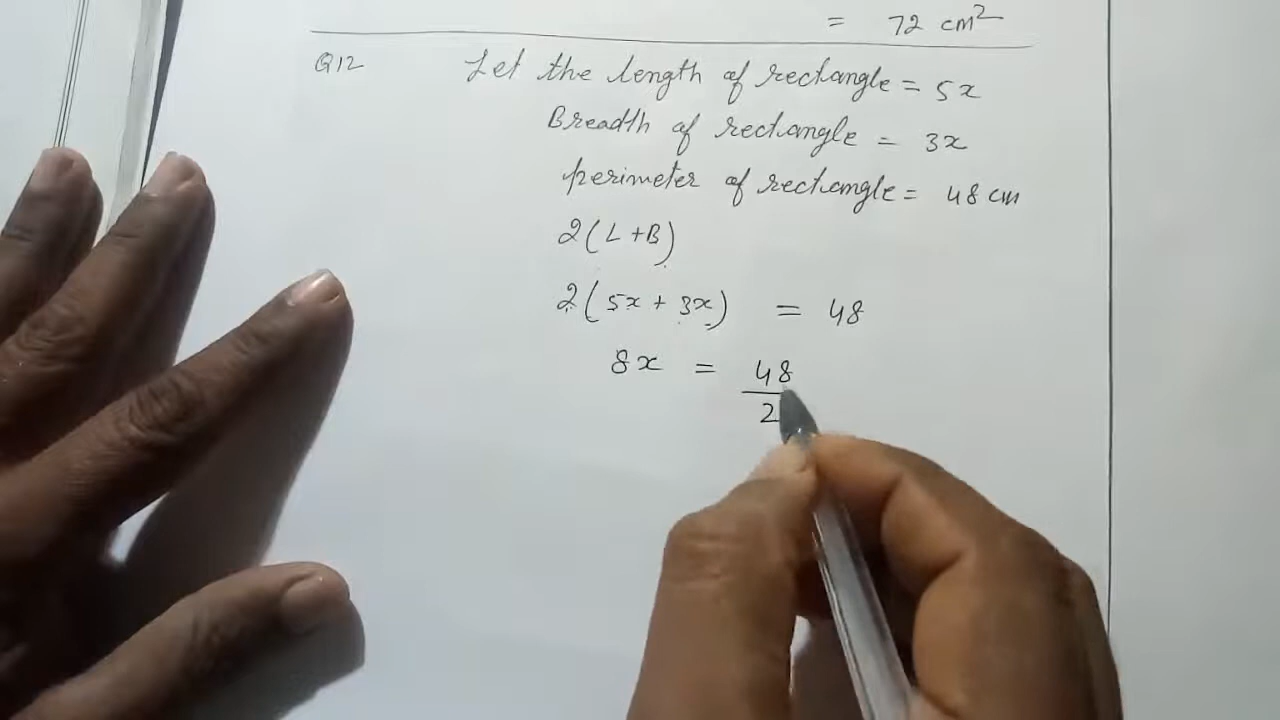 = 72 cm²
Q12 Let the length of rectangle = 5x
Breadth of rectangle = 3x
perimeter of rectangle = 48 cm
2(L+B)
2(5x + 3x) = 48
8x = 48/2